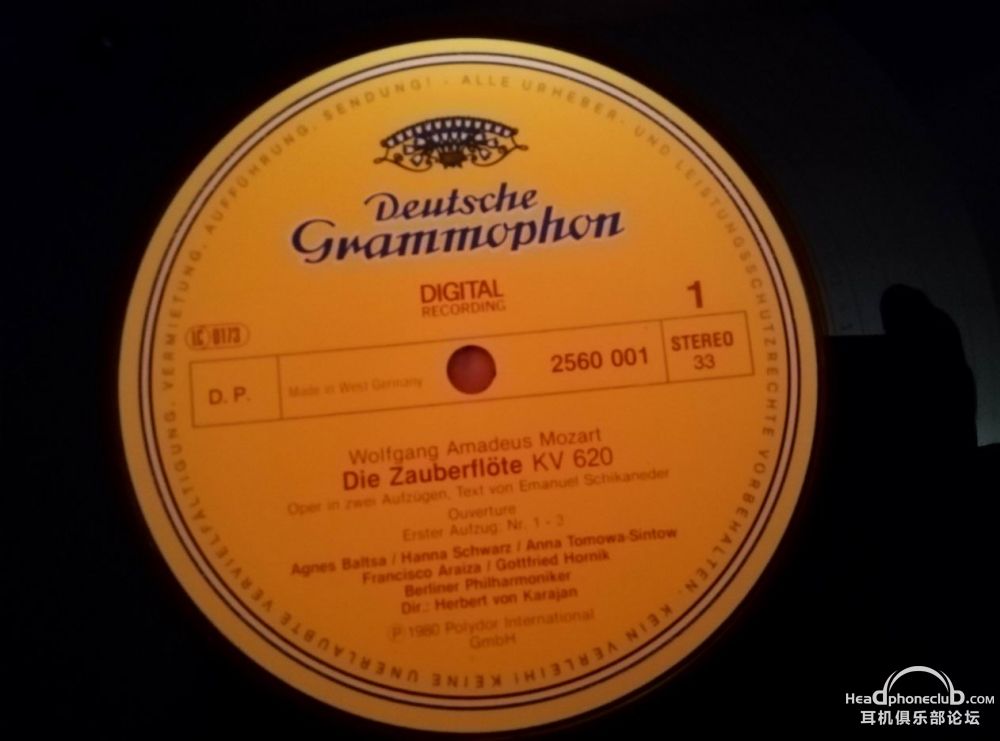 ALLE URHEBER- UND LEISTUNGSSCHUTZRECHTE VORBEHALTEN. KEIN VERLEIH! KEINE UNERLAUBTE VERVIELFÄLTIGUNG, VERMIETUNG, AUFFÜHRUNG, SENDUNG! -
Deutsche
Grammophon
DIGITAL
RECORDING
1
LC 0173
D. P.
Made in West Germany
2560 001
STEREO
33
Wolfgang Amadeus Mozart
Die Zauberflöte KV 620
Oper in zwei Aufzügen, Text von Emanuel Schikaneder
Ouverture
Erster Aufzug: Nr. 1 - 3
Agnes Baltsa / Hanna Schwarz / Anna Tomowa-Sintow
Francisco Araiza / Gottfried Hornik
Berliner Philharmoniker
Dir.: Herbert von Karajan
Ⓟ 1980 Polydor International
GmbH
Headphoneclub.com
耳机俱乐部论坛